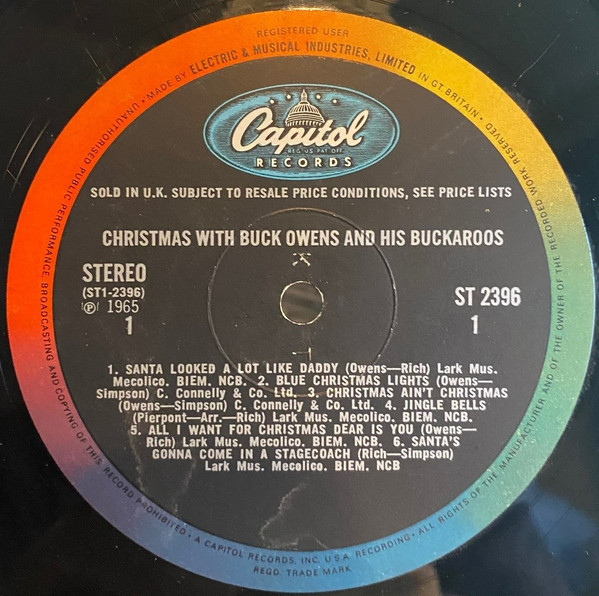 REGISTERED USER
UNAUTHORISED PUBLIC PERFORMANCE, BROADCASTING AND COPYING OF THIS RECORD PROHIBITED • A CAPITOL RECORDS, INC. U.S.A. RECORDING • ALL RIGHTS OF THE MANUFACTURER AND OF THE OWNER OF THE RECORDED WORK RESERVED •
MADE BY ELECTRIC & MUSICAL INDUSTRIES, LIMITED IN GT. BRITAIN •
REGD. TRADE MARK
Capitol
REG. U.S. PAT. OFF.
RECORDS
SOLD IN U.K. SUBJECT TO RESALE PRICE CONDITIONS, SEE PRICE LISTS
CHRISTMAS WITH BUCK OWENS AND HIS BUCKAROOS
STEREO
(ST1-2396)
℗ 1965
1
ST 2396
1
1. SANTA LOOKED A LOT LIKE DADDY (Owens—Rich) Lark Mus.
Mecolico. BIEM. NCB. 2. BLUE CHRISTMAS LIGHTS (Owens—
Simpson) C. Connelly & Co. Ltd. 3. CHRISTMAS AIN'T CHRISTMAS
(Owens—Simpson) C. Connelly & Co. Ltd. 4. JINGLE BELLS
(Pierpont—Arr.—Rich) Lark Mus. Mecolico. BIEM. NCB.
5. ALL I WANT FOR CHRISTMAS DEAR IS YOU (Owens—
Rich) Lark Mus. Mecolico. BIEM. NCB. 6. SANTA'S
GONNA COME IN A STAGECOACH (Rich—Simpson)
Lark Mus. Mecolico. BIEM. NCB